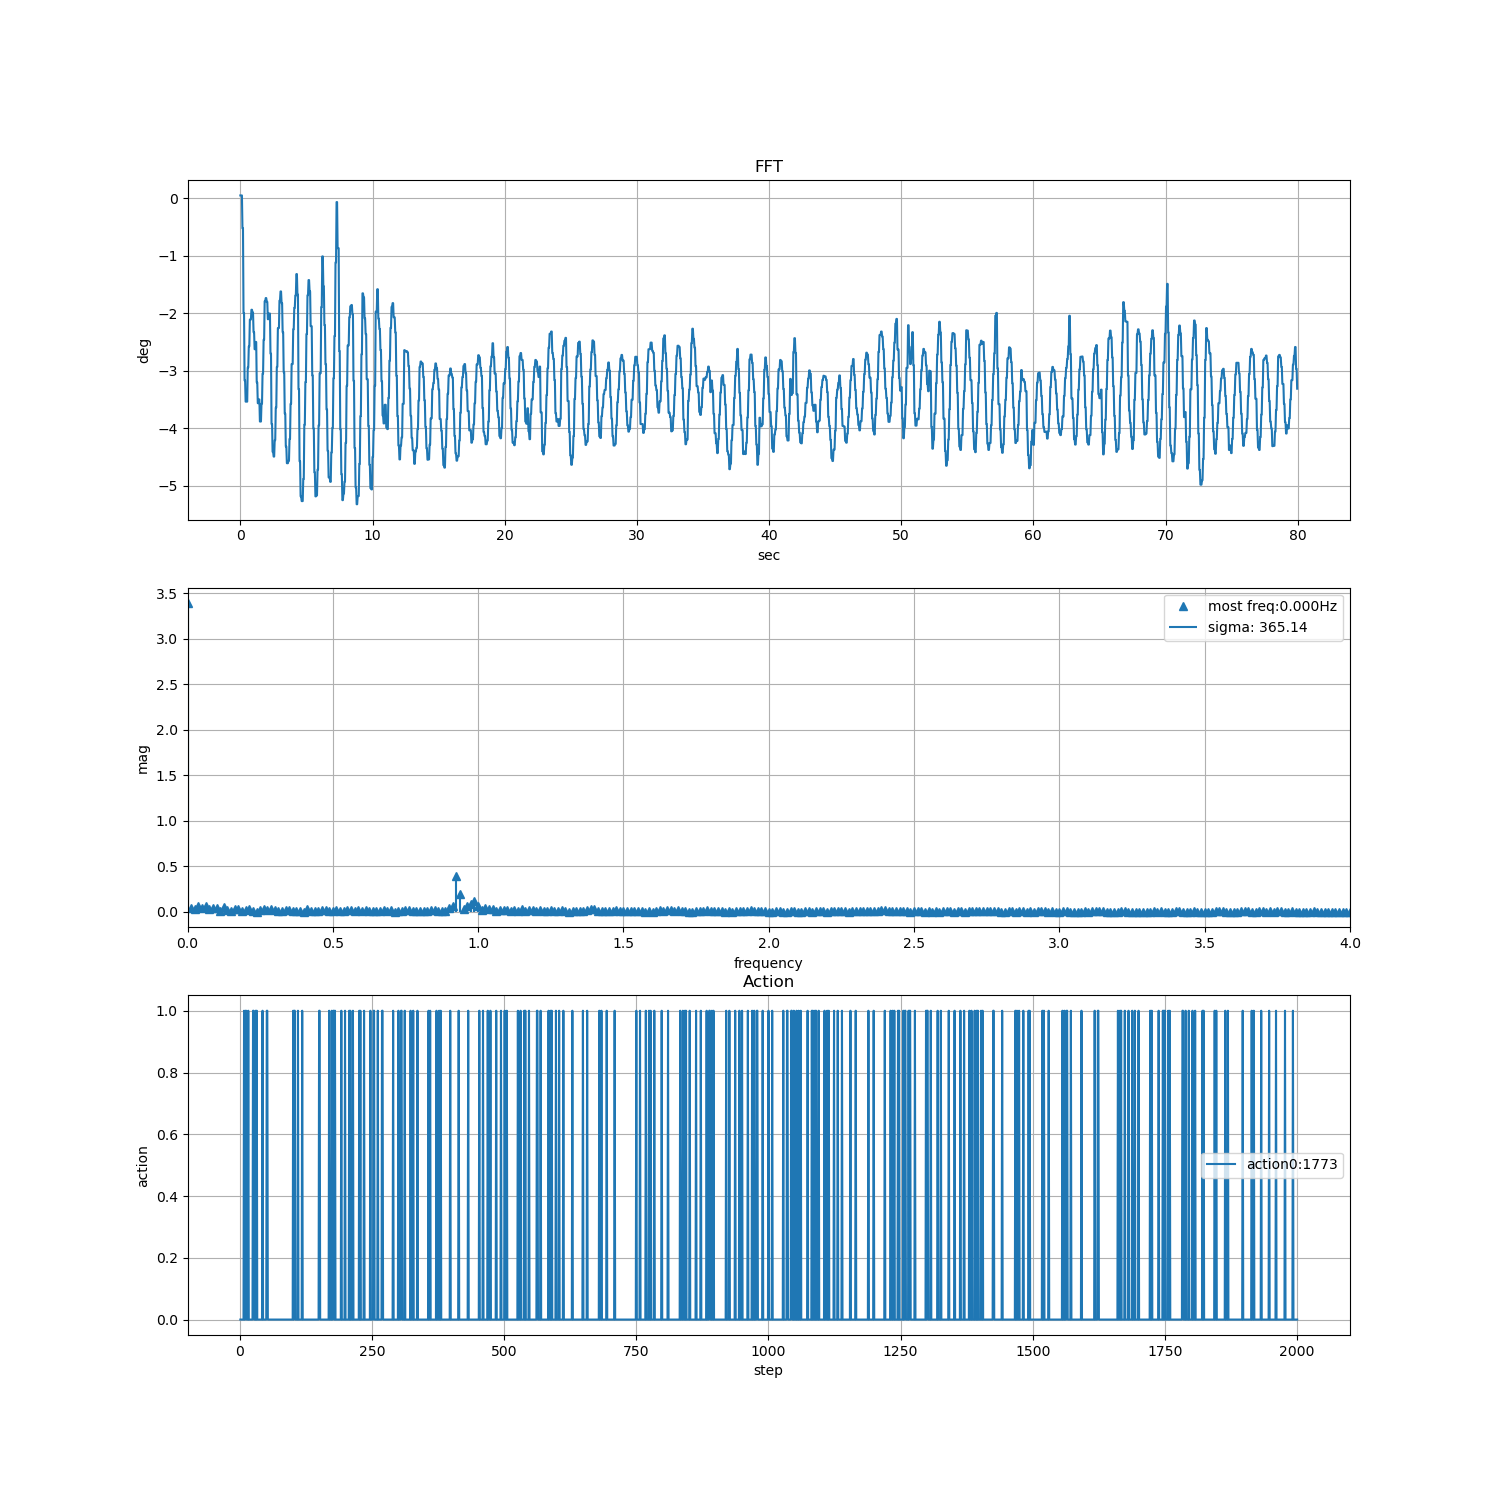 FFT
0
−1
−2
−3
−4
−5
deg
0 10 20 30 40 50 60 70 80
sec
3.5
3.0
2.5
2.0
1.5
1.0
0.5
0.0
mag
most freq:0.000Hz
sigma: 365.14
0.0 0.5 1.0 1.5 2.0 2.5 3.0 3.5 4.0
frequency
Action
1.0
0.8
0.6
0.4
0.2
0.0
action
action0:1773
0 250 500 750 1000 1250 1500 1750 2000
step